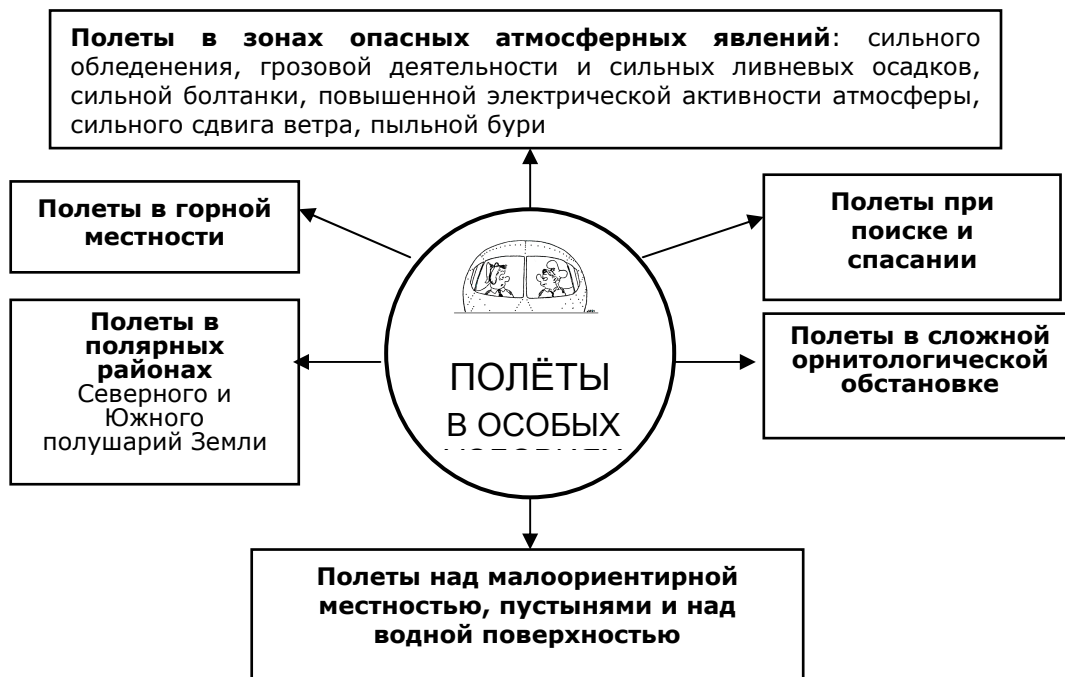 Полеты в зонах опасных атмосферных явлений: сильного
обледенения, грозовой деятельности и сильных ливневых осадков,
сильной болтанки, повышенной электрической активности атмосферы,
сильного сдвига ветра, пыльной бури
Полеты в горной
местности
Полеты при
поиске и
спасании
Полеты в
полярных
районах
Северного и
Южного
полушарий Земли
ПОЛЁТЫ
В ОСОБЫХ
Полеты в сложной
орнитологической
обстановке
Полеты над малоориентирной
местностью, пустынями и над
водной поверхностью